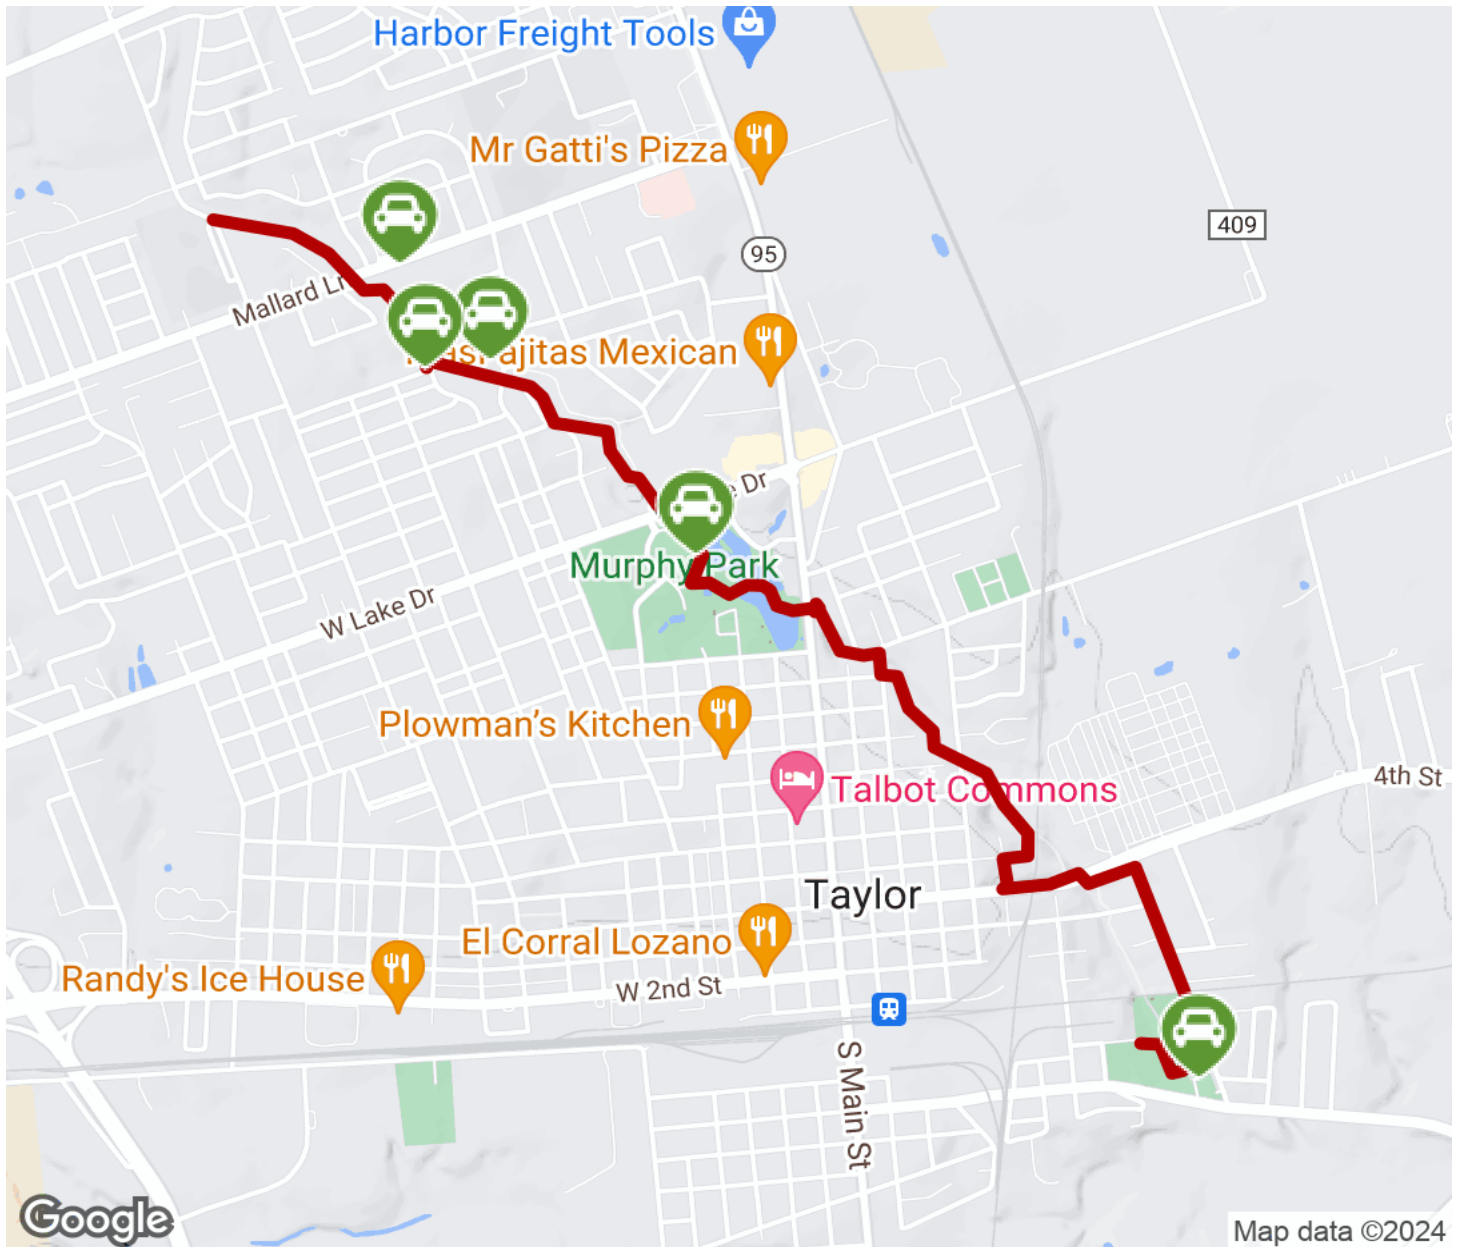 Harbor Freight Tools
Mr Gatti's Pizza
409
95
Mallard Ln
Mexican
Dr
Murphy Park
W Lake Dr
Plowman’s Kitchen
4th St
Talbot Commons
Taylor
El Corral Lozano
Randy's Ice House
W 2nd St
S Main St
Google
Map data ©2024